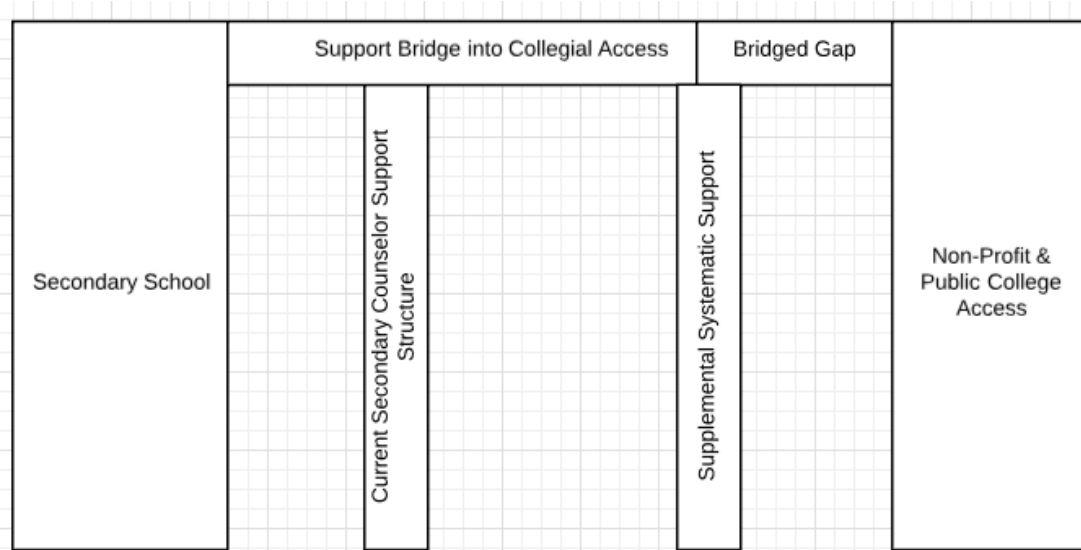 Support Bridge into Collegial Access
Bridged Gap
Secondary School
Current Secondary Counselor Support
Structure
Supplemental Systematic Support
Non-Profit &
Public College
Access